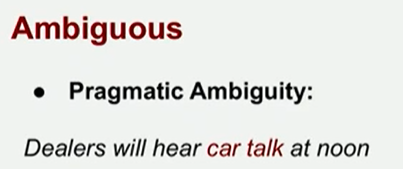 Ambiguous
● Pragmatic Ambiguity:
Dealers will hear car talk at noon